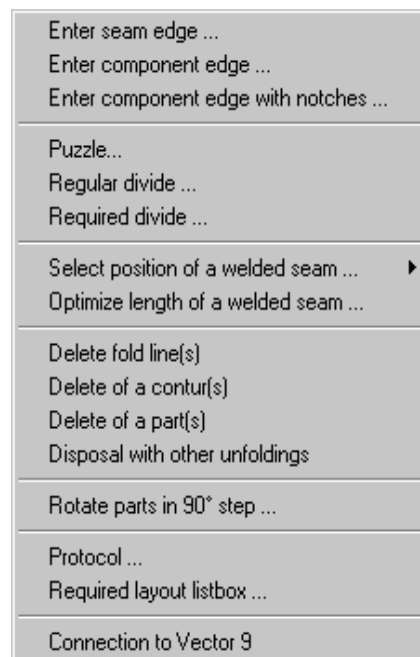 Enter seam edge ...
Enter component edge ...
Enter component edge with notches ...
Puzzle...
Regular divide ...
Required divide ...
Select position of a welded seam ...
Optimize length of a welded seam ...
Delete fold line(s)
Delete of a contur(s)
Delete of a part(s)
Disposal with other unfoldings
Rotate parts in 90° step ...
Protocol ...
Required layout listbox ...
Connection to Vector 9